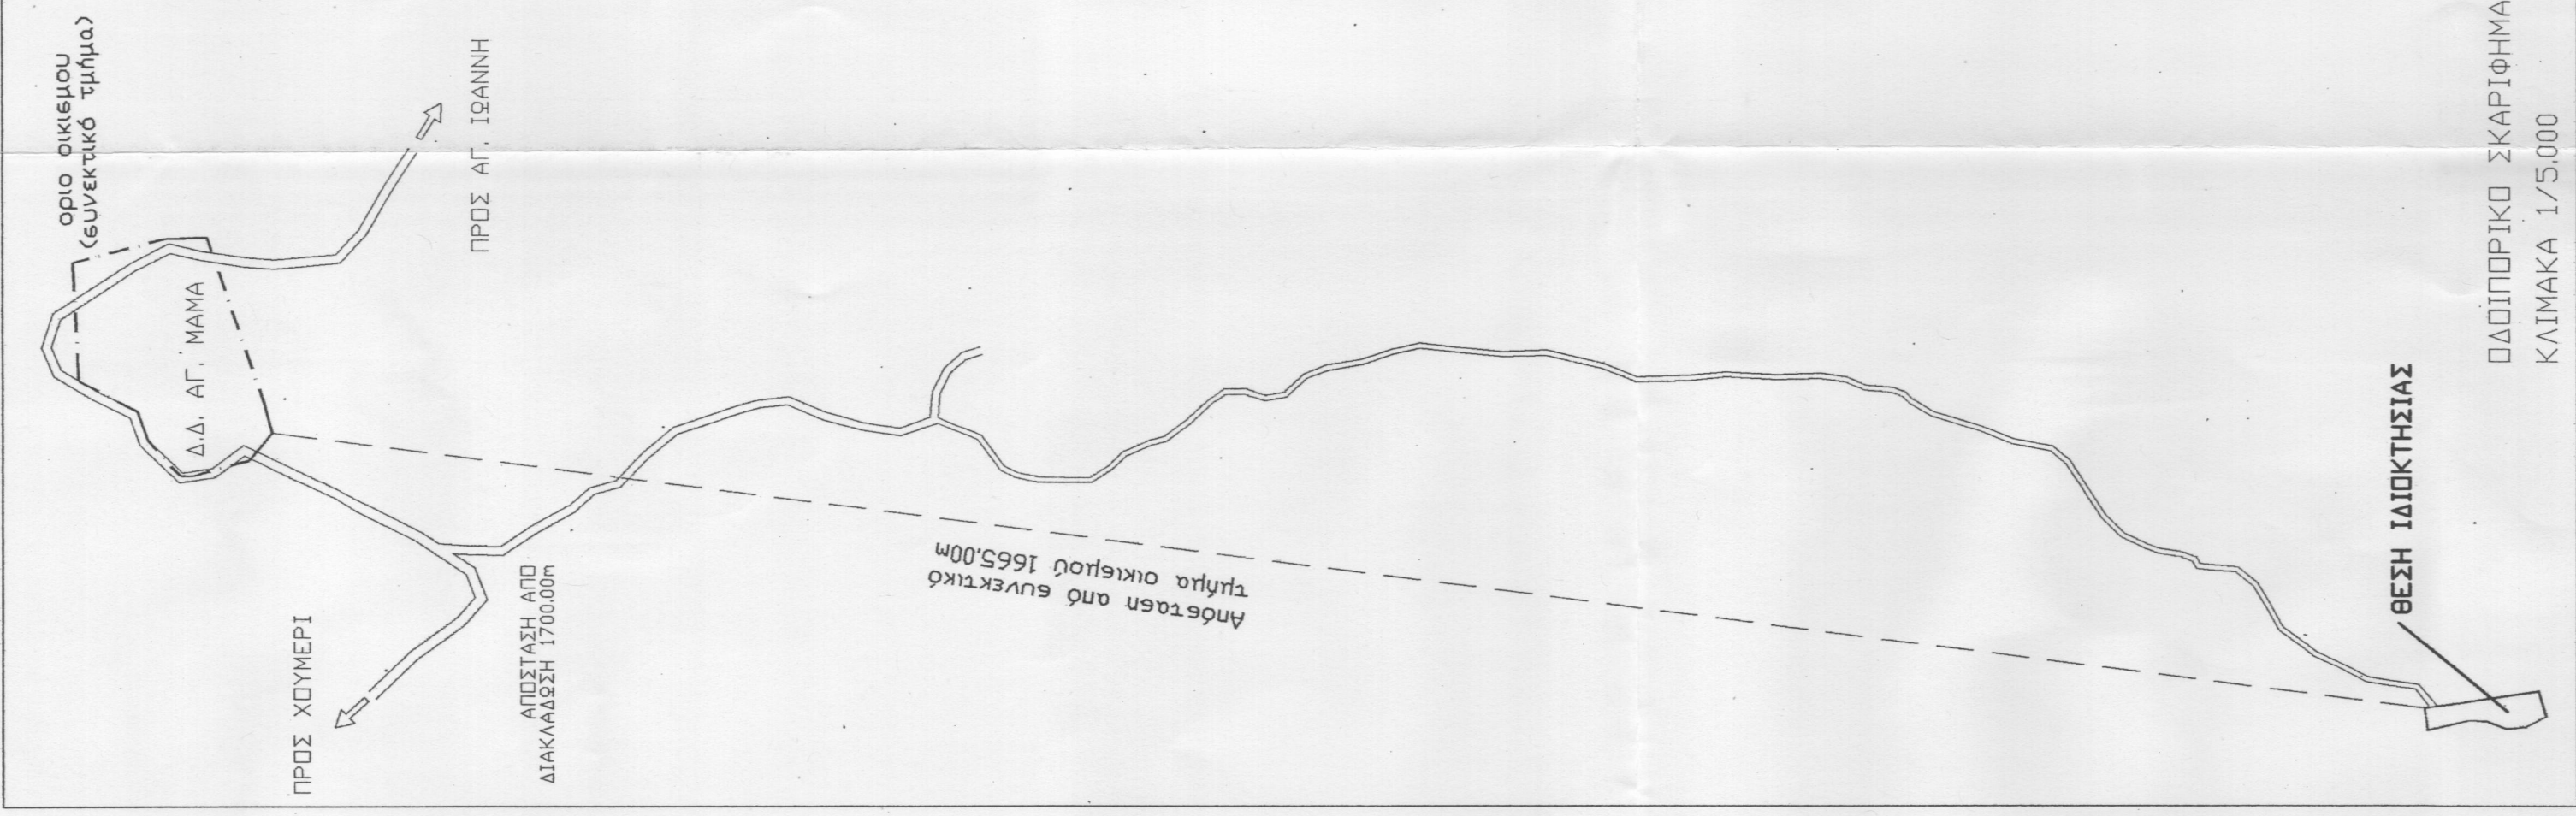 οριο οικισμου
(συνεκτικό τμήμα)
ΠΡΟΣ ΑΓ. ΙΩΑΝΝΗ
Δ.Δ. ΑΓ. ΜΑΜΑ
ΠΡΟΣ ΧΟΥΜΕΡΙ
ΑΠΟΣΤΑΣΗ ΑΠΟ
ΔΙΑΚΛΑΔΩΣΗ 1700.00m
Απόσταση από συνεκτικό
τμήμα οικισμού 1665.00m
ΘΕΣΗ ΙΔΙΟΚΤΗΣΙΑΣ
ΟΔΟΙΠΟΡΙΚΟ ΣΚΑΡΙΦΗΜΑ
ΚΛΙΜΑΚΑ 1/5.000